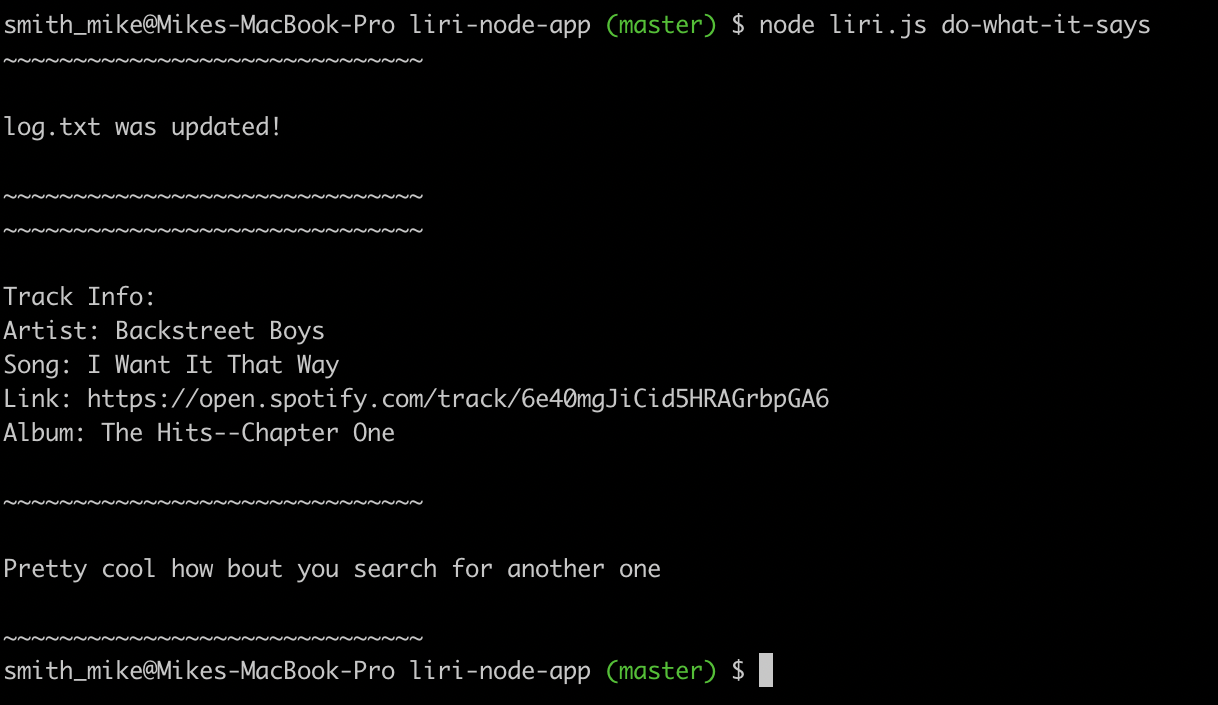 smith_mike@Mikes-MacBook-Pro liri-node-app (master) $ node liri.js do-what-it-says
~~~~~~~~~~~~~~~~~~~~~~~~~~~~~~
log.txt was updated!
~~~~~~~~~~~~~~~~~~~~~~~~~~~~~~
~~~~~~~~~~~~~~~~~~~~~~~~~~~~~~
Track Info:
Artist: Backstreet Boys
Song: I Want It That Way
Link: https://open.spotify.com/track/6e40mgJiCid5HRAGrbpGA6
Album: The Hits--Chapter One
~~~~~~~~~~~~~~~~~~~~~~~~~~~~~~
Pretty cool how bout you search for another one
~~~~~~~~~~~~~~~~~~~~~~~~~~~~~~
smith_mike@Mikes-MacBook-Pro liri-node-app (master) $